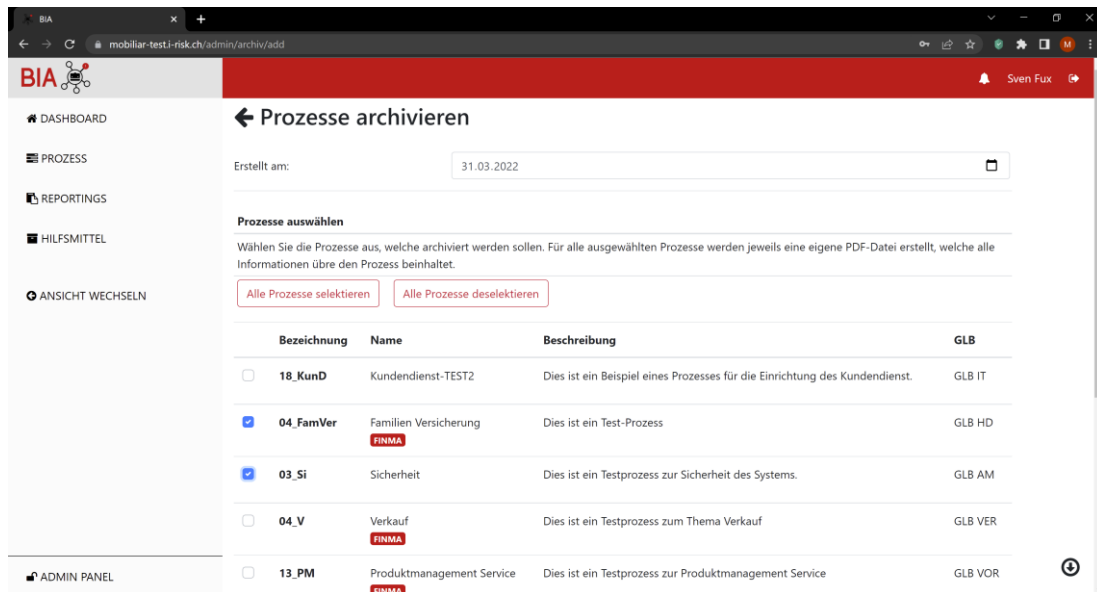 BIA
mobiliar-test.i-risk.ch/admin/archiv/add
M
BIA
Sven Fux
DASHBOARD
PROZESS
REPORTINGS
HILFSMITTEL
ANSICHT WECHSELN
ADMIN PANEL
Prozesse archivieren
Erstellt am: 31.03.2022
Prozesse auswählen
Wählen Sie die Prozesse aus, welche archiviert werden sollen. Für alle ausgewählten Prozesse werden jeweils eine eigene PDF-Datei erstellt, welche alle
Informationen übre den Prozess beinhaltet.
Alle Prozesse selektieren Alle Prozesse deselektieren
Bezeichnung Name Beschreibung GLB
18_KunD Kundendienst-TEST2 Dies ist ein Beispiel eines Prozesses für die Einrichtung des Kundendienst. GLB IT
04_FamVer Familien Versicherung Dies ist ein Test-Prozess GLB HD
FINMA
03_Si Sicherheit Dies ist ein Testprozess zur Sicherheit des Systems. GLB AM
04_V Verkauf Dies ist ein Testprozess zum Thema Verkauf GLB VER
FINMA
13_PM Produktmanagement Service Dies ist ein Testprozess zur Produktmanagement Service GLB VOR
FINMA